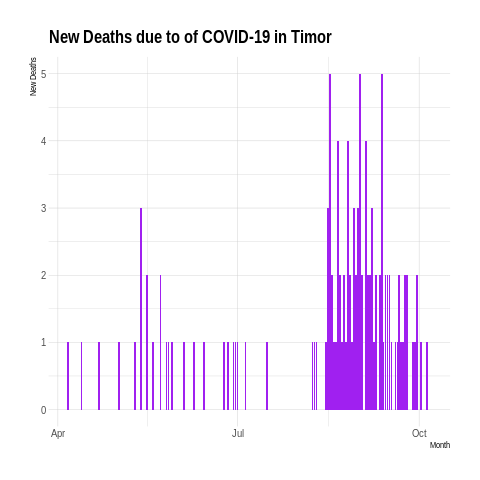 New Deaths due to of COVID-19 in Timor
New Deaths
5
4
3
2
1
0
Apr
Jul
Oct
Month